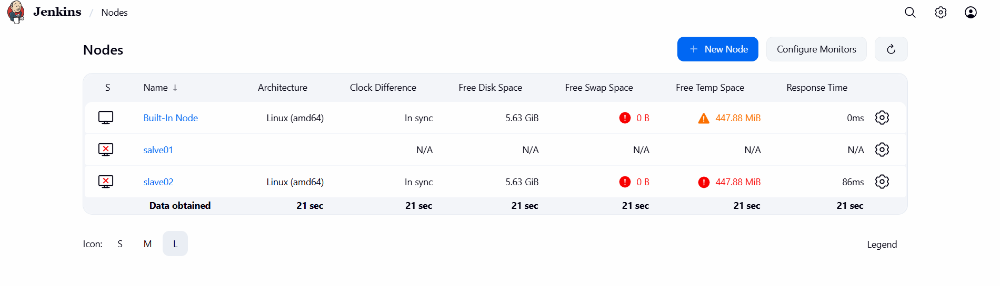 Jenkins / Nodes
Nodes
+ New Node Configure Monitors
S Name ↓ Architecture Clock Difference Free Disk Space Free Swap Space Free Temp Space Response Time
Built-In Node Linux (amd64) In sync 5.63 GiB 0 B 447.88 MiB 0ms
salve01 N/A N/A N/A N/A N/A
slave02 Linux (amd64) In sync 5.63 GiB 0 B 447.88 MiB 86ms
Data obtained 21 sec 21 sec 21 sec 21 sec 21 sec 21 sec
Icon: S M L Legend